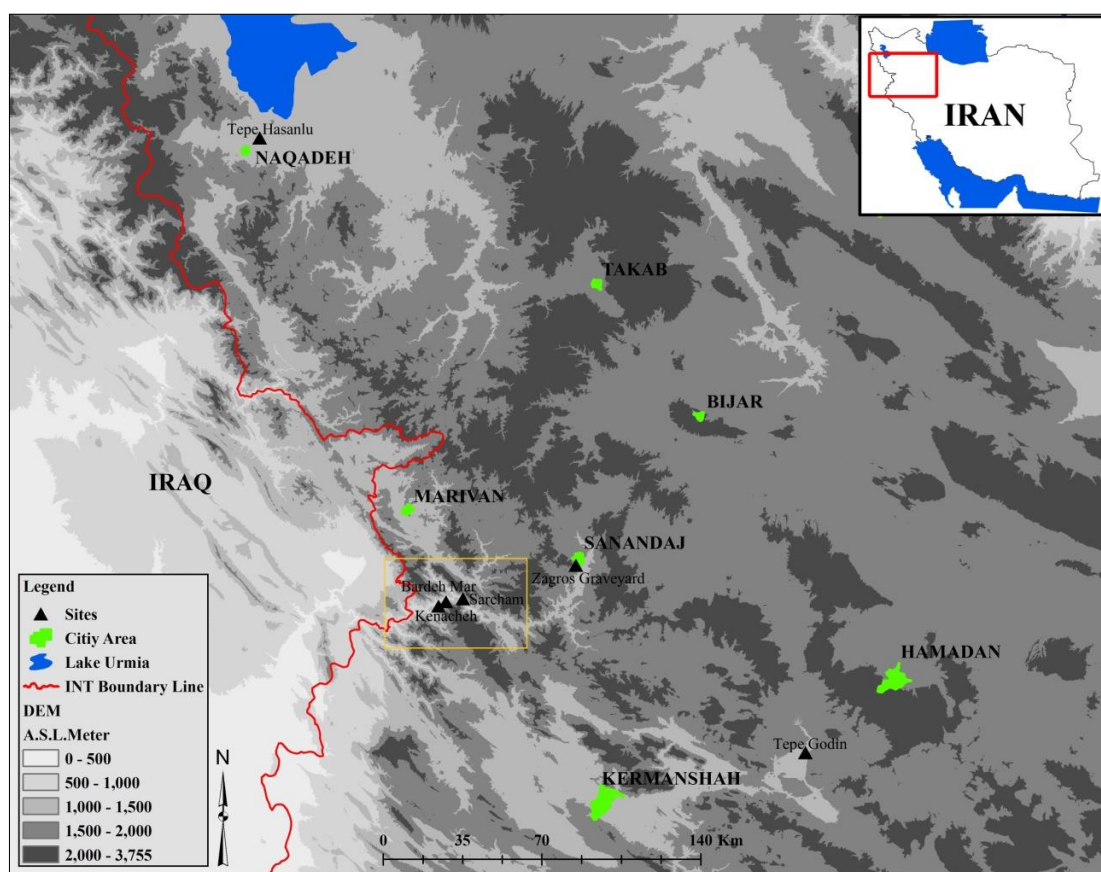 IRAN
Tepe Hasanlu
NAQADEH
TAKAB
BIJAR
IRAQ
MARIVAN
SANANDAJ
Zagros Graveyard
Bardeh Mar
Sarcham
Kenacheh
HAMADAN
Tepe Godin
KERMANSHAH
Legend
Sites
Citiy Area
Lake Urmia
INT Boundary Line
DEM
A.S.L.Meter
0 - 500
500 - 1,000
1,000 - 1,500
1,500 - 2,000
2,000 - 3,755
N
0 35 70 140 Km